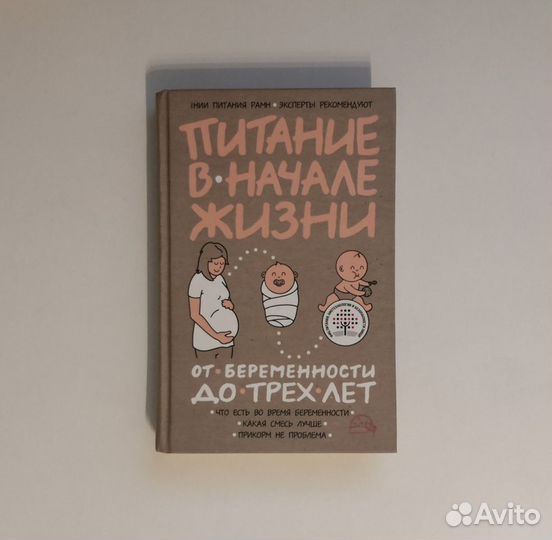 НИИ ПИТАНИЯ РАМН • ЭКСПЕРТЫ РЕКОМЕНДУЮТ
ПИТАНИЕ
В•НАЧАЛЕ
ЖИЗНИ
ОТ•БЕРЕМЕННОСТИ
ДО•ТРЕХ•ЛЕТ
•ЧТО ЕСТЬ ВО ВРЕМЯ БЕРЕМЕННОСТИ•
•КАКАЯ СМЕСЬ ЛУЧШЕ•
•ПРИКОРМ НЕ ПРОБЛЕМА•
Avito